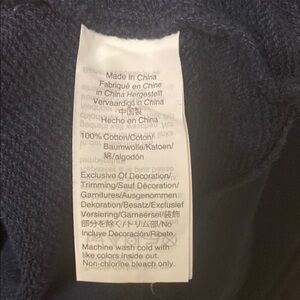 Made in China
Fabriqué en Chine
in China Hergestellt
Vervaardigd in China
中国製
Hecho en China
100% Cotton/Coton/
Baumwolle/Katoen/
綿/algodón
Exclusive Of Decoration/
Trimming/Sauf Décoration/
Garnitures/Ausgenommen
Dekoration/Besatz/Exclusief
Versiering/Garneersel/装飾
部分を除く/トリム部/No
Incluye Decoración/Ribete.
Machine wash cold with
like colors inside out.
Non-chlorine bleach only.